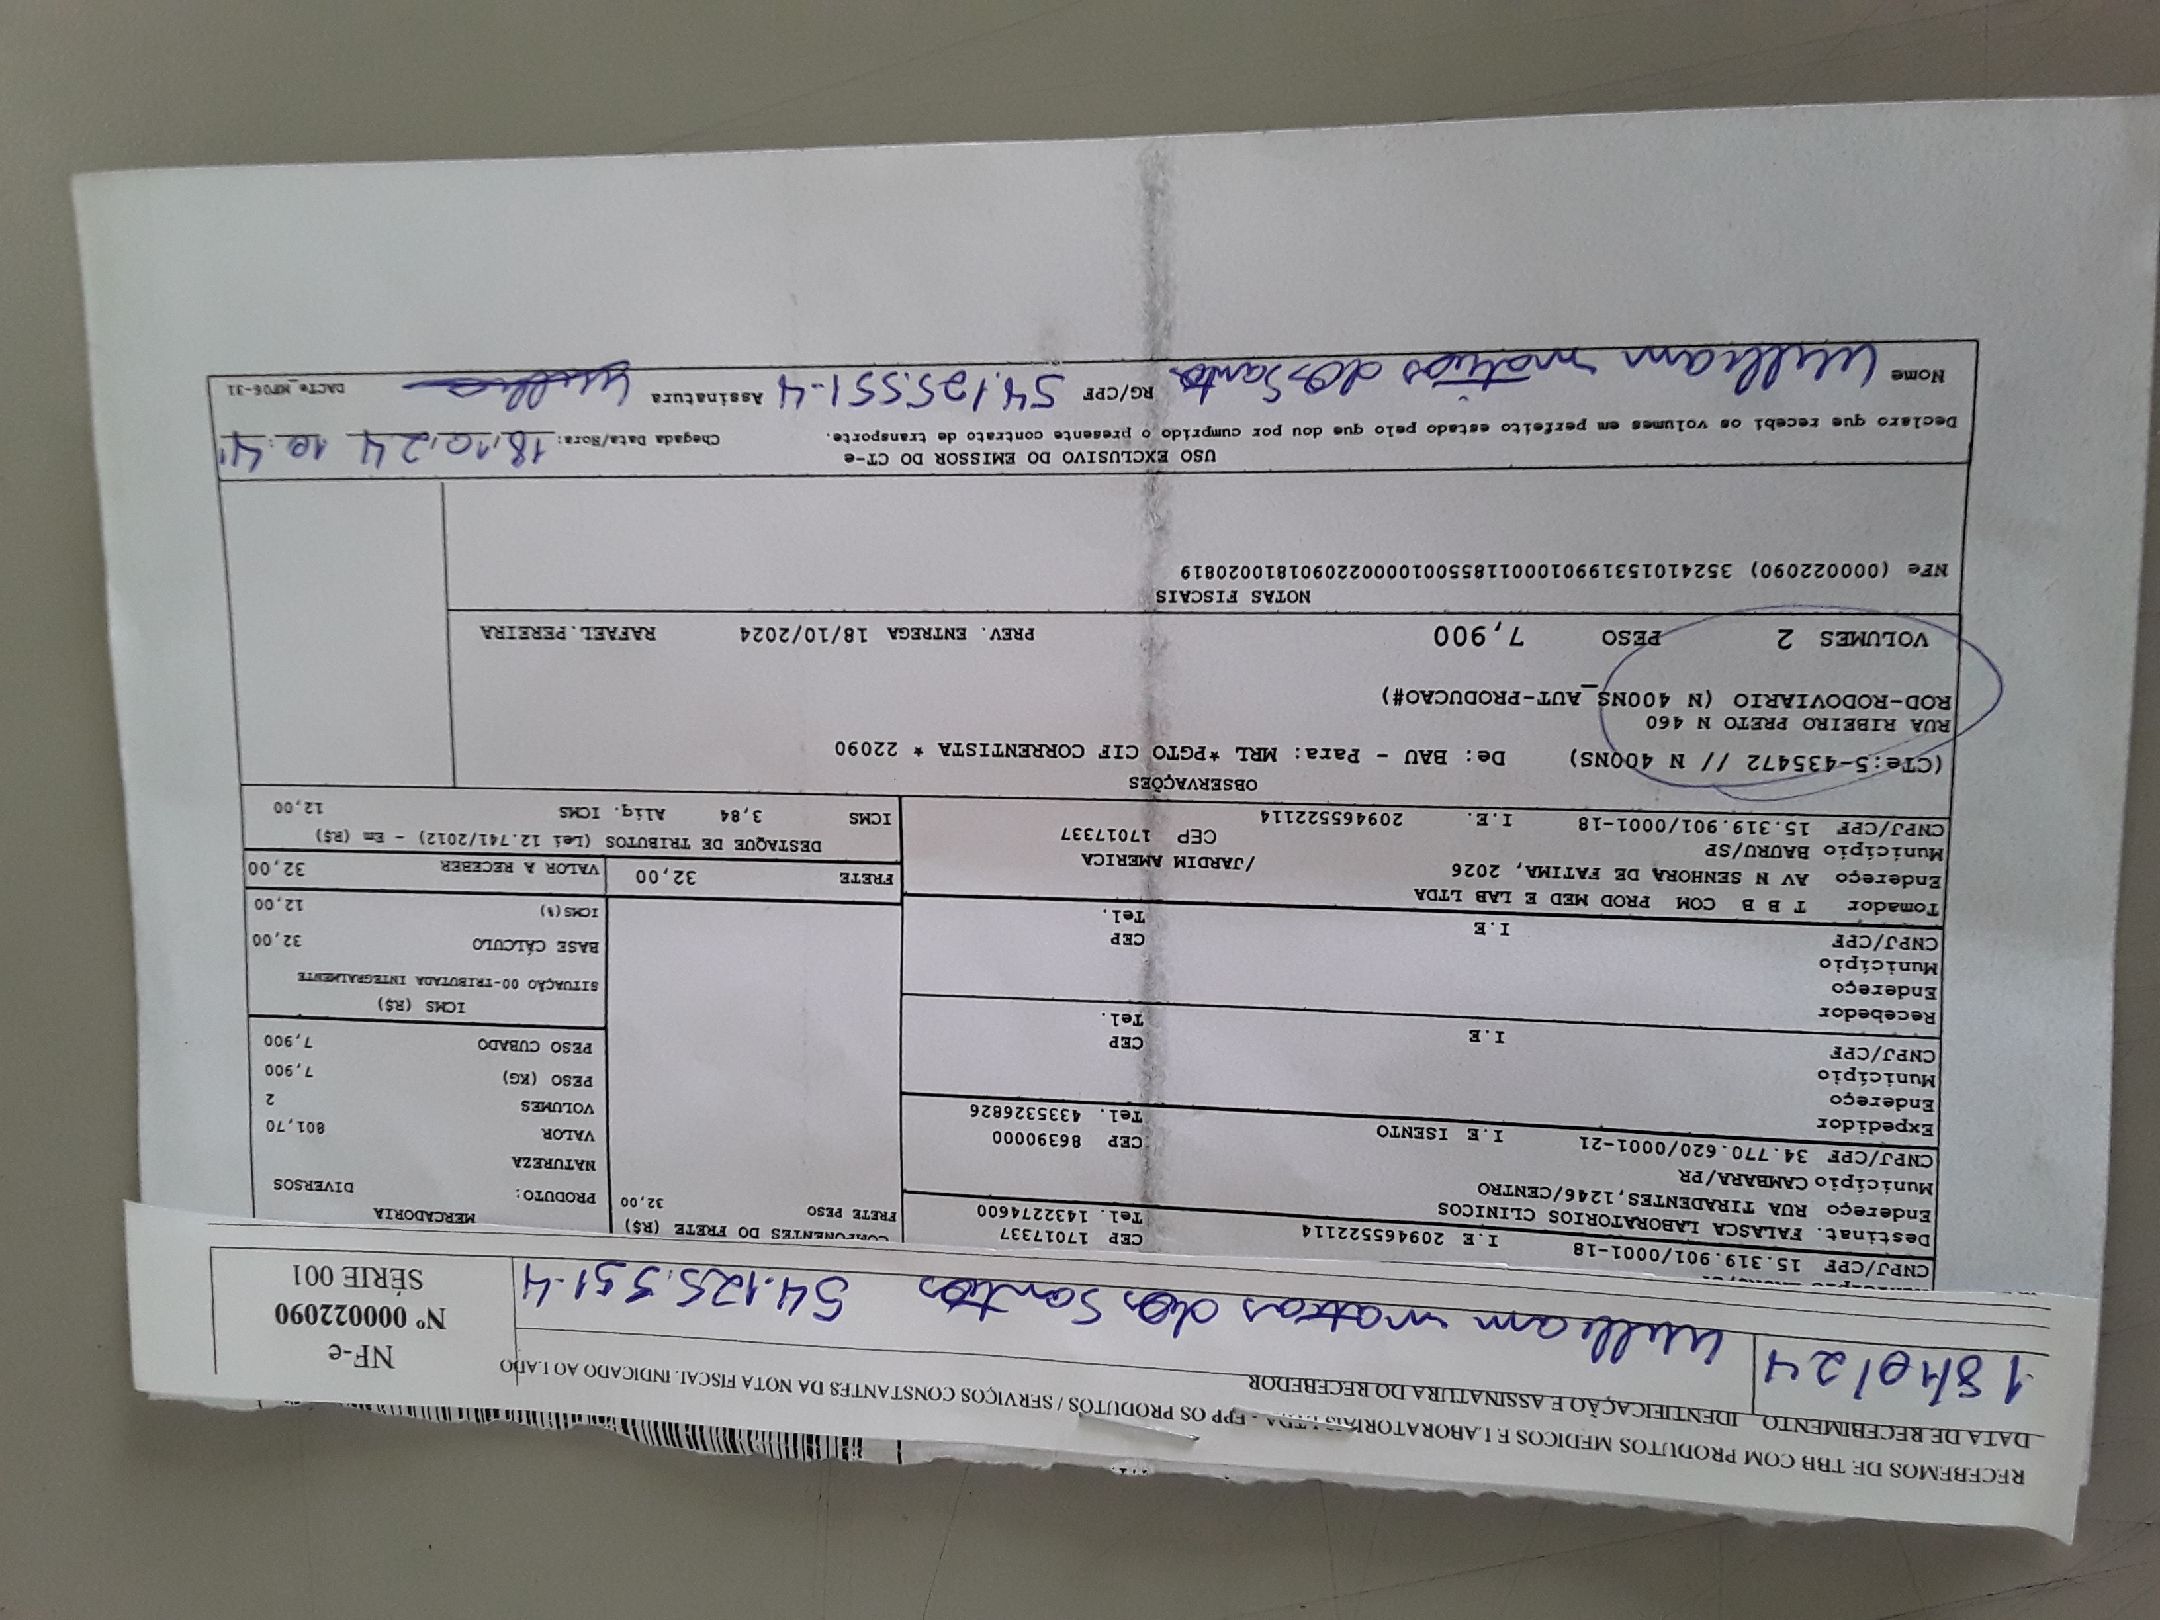 RECEBEMOS DE TBB COM PRODUTOS MEDICOS E LABORATORIAIS LTDA - EPP OS PRODUTOS / SERVIÇOS CONSTANTES DA NOTA FISCAL INDICADO AO LADO
DATA DE RECEBIMENTO IDENTIFICAÇÃO E ASSINATURA DO RECEBEDOR
18/10/24 Willeam matias dos Santos 54.125.551-4
NF-e
Nº 000022090
SÉRIE 001
CNPJ/CPF 15.319.901/0001-18 I.E 209465522114 CEP 17017337
Destinat. FALASCA LABORATORIOS CLINICOS Tel. 1432274600
Endereço RUA TIRADENTES,1246/CENTRO
Município CAMBARA/PR CEP 86390000
CNPJ/CPF 34.770.620/0001-21 I.E ISENTO Tel. 4335326826
Expedidor
Endereço
Município CEP
CNPJ/CPF I.E Tel.
Recebedor
Endereço
Município CEP
CNPJ/CPF I.E Tel.
Tomador T B B COM PROD MED E LAB LTDA
Endereço AV N SENHORA DE FATIMA, 2026 /JARDIM AMERICA
Município BAURU/SP CEP 17017337
CNPJ/CPF 15.319.901/0001-18 I.E. 209465522114
COMPONENTES DO FRETE (R$)
FRETE PESO 32,00
FRETE 32,00
MERCADORIA
PRODUTO: DIVERSOS
NATUREZA
VALOR 801,70
VOLUMES 2
PESO (KG) 7,900
PESO CUBADO 7,900
ICMS (R$)
SITUAÇÃO 00-TRIBUTADA INTEGRALMENTE
BASE CÁLCULO 32,00
ICMS(%) 12,00
VALOR A RECEBER 32,00
DESTAQUE DE TRIBUTOS (Lei 12.741/2012) - Em (R$)
ICMS 3,84 Aliq. ICMS 12,00
OBSERVAÇÕES
(CTe:5-435472 // N 400NS) De: BAU - Para: MRL *PGTO CIF CORRENTISTA * 22090
RUA RIBEIRO PRETO N 460
ROD-RODOVIARIO (N 400NS_AUT-PRODUCAO#)
VOLUMES 2 PESO 7,900 PREV. ENTREGA 18/10/2024 RAFAEL.PEREIRA
NOTAS FISCAIS
NFe (000022090) 35241015319901000118550010000220901810020819
USO EXCLUSIVO DO EMISSOR DO CT-e
Declaro que recebi os volumes em perfeito estado pelo que dou por cumprido o presente contrato de transporte. Chegada Data/Hora: 18.10.24
Nome Willeam matias dos Santos RG/CPF 54.125.551-4 Assinatura DACTe_MF06-31